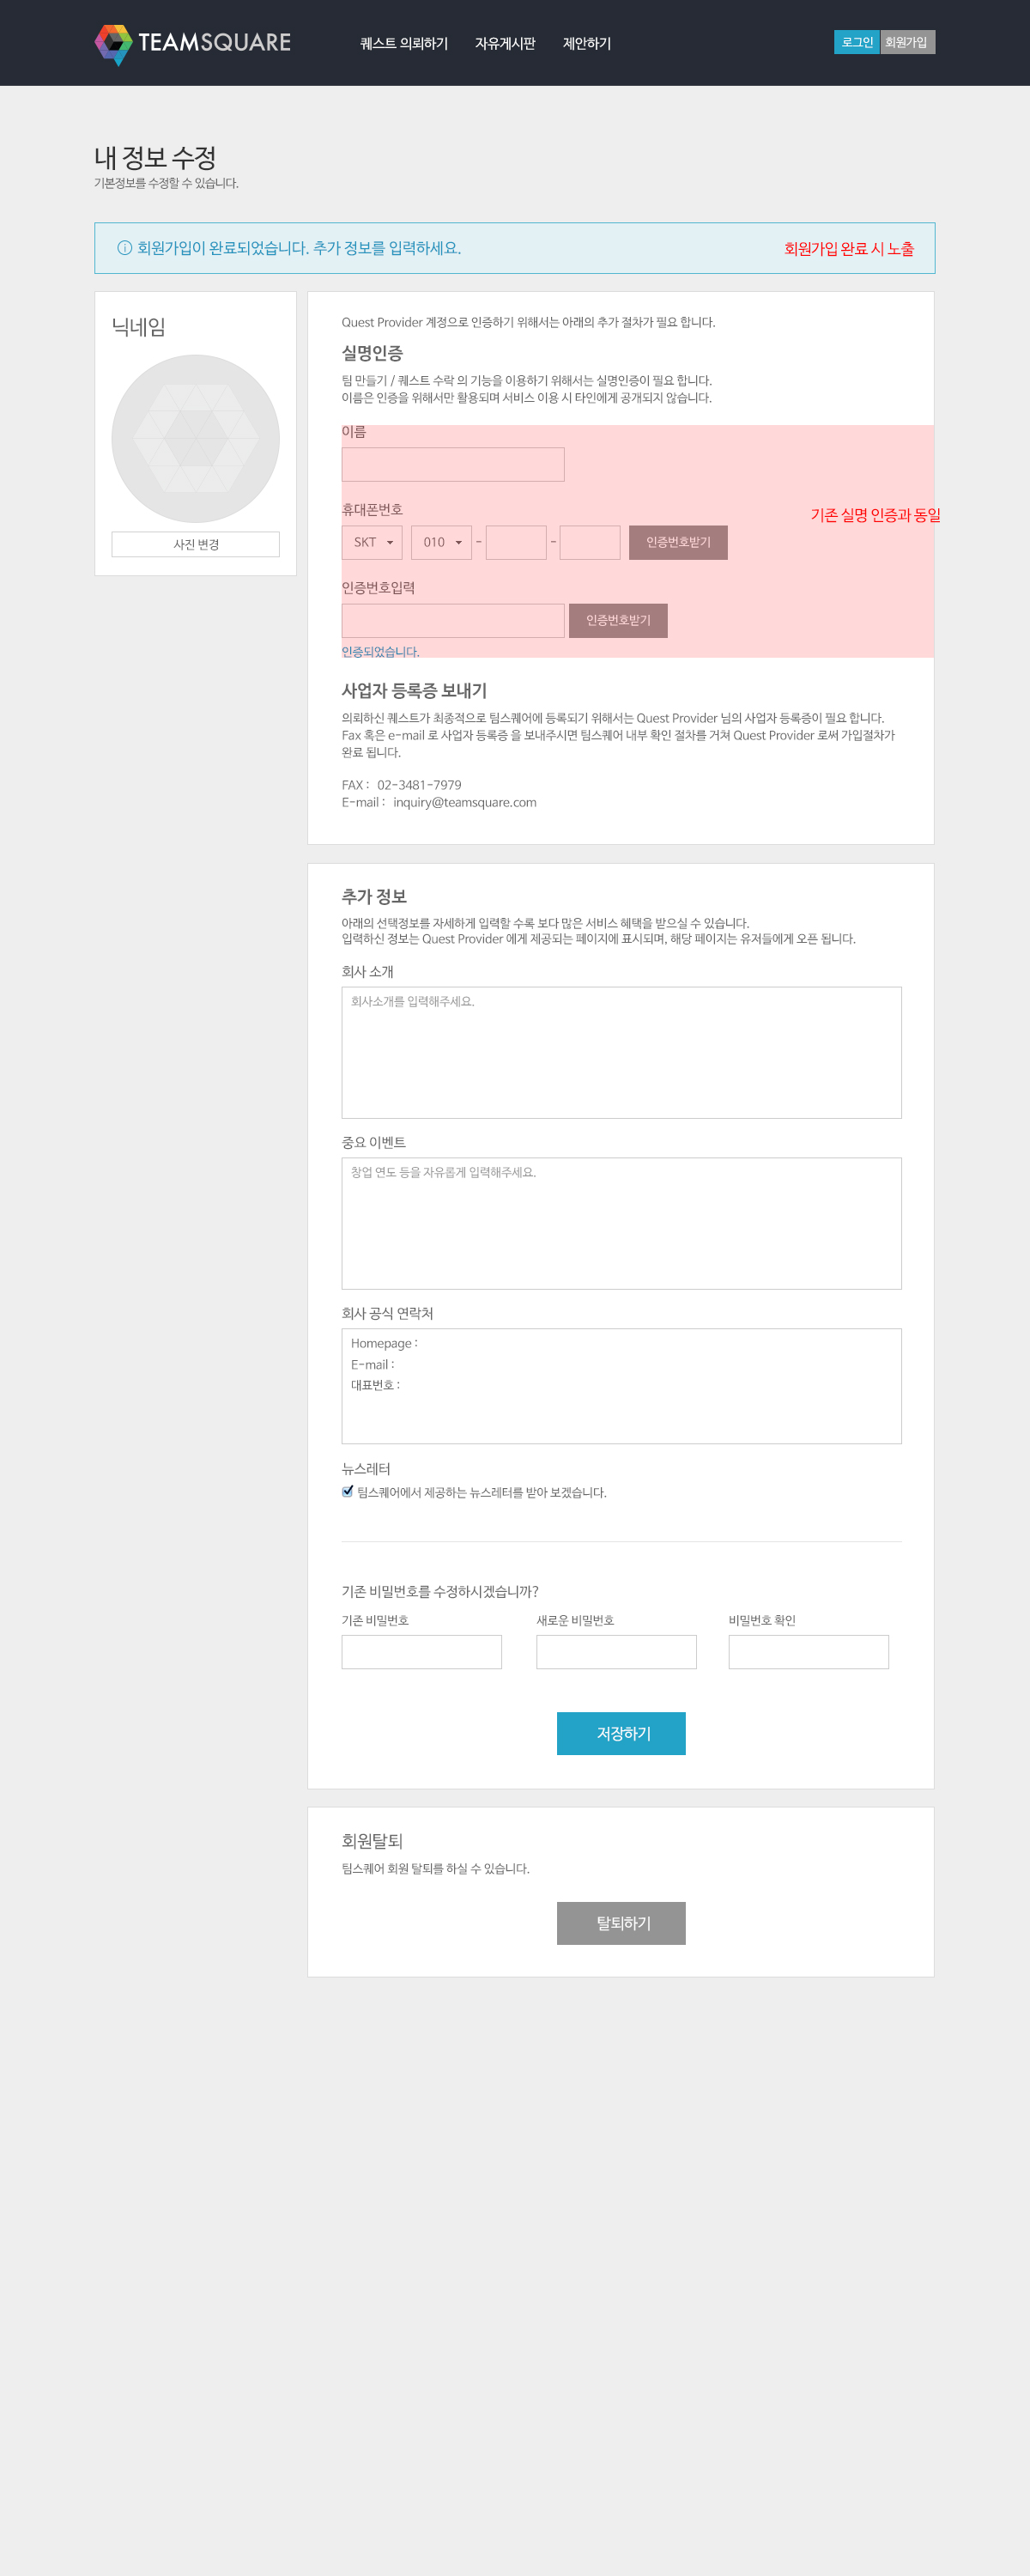 TEAMSQUARE
퀘스트 의뢰하기 자유게시판 제안하기
로그인 회원가입
내 정보 수정
기본정보를 수정할 수 있습니다.
ⓘ 회원가입이 완료되었습니다. 추가 정보를 입력하세요.
회원가입 완료 시 노출
닉네임
사진 변경
Quest Provider 계정으로 인증하기 위해서는 아래의 추가 절차가 필요 합니다.
실명인증
팀 만들기 / 퀘스트 수락 의 기능을 이용하기 위해서는 실명인증이 필요 합니다.
이름은 인증을 위해서만 활용되며 서비스 이용 시 타인에게 공개되지 않습니다.
이름
휴대폰번호
기존 실명 인증과 동일
SKT 010 - - 인증번호받기
인증번호입력
인증번호받기
인증되었습니다.
사업자 등록증 보내기
의뢰하신 퀘스트가 최종적으로 팀스퀘어에 등록되기 위해서는 Quest Provider 님의 사업자 등록증이 필요 합니다.
Fax 혹은 e-mail 로 사업자 등록증 을 보내주시면 팀스퀘어 내부 확인 절차를 거쳐 Quest Provider 로써 가입절차가
완료 됩니다.
FAX : 02-3481-7979
E-mail : inquiry@teamsquare.com
추가 정보
아래의 선택정보를 자세하게 입력할 수록 보다 많은 서비스 혜택을 받으실 수 있습니다.
입력하신 정보는 Quest Provider 에게 제공되는 페이지에 표시되며, 해당 페이지는 유저들에게 오픈 됩니다.
회사 소개
회사소개를 입력해주세요.
중요 이벤트
창업 연도 등을 자유롭게 입력해주세요.
회사 공식 연락처
Homepage :
E-mail :
대표번호 :
뉴스레터
팀스퀘어에서 제공하는 뉴스레터를 받아 보겠습니다.
기존 비밀번호를 수정하시겠습니까?
기존 비밀번호 새로운 비밀번호 비밀번호 확인
저장하기
회원탈퇴
팀스퀘어 회원 탈퇴를 하실 수 있습니다.
탈퇴하기